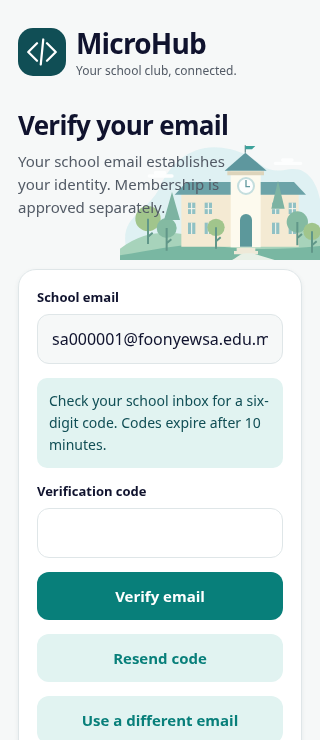 MicroHub
Your school club, connected.
Verify your email
Your school email establishes
your identity. Membership is
approved separately.
School email
sa000001@foonyewsa.edu.m
Check your school inbox for a six-
digit code. Codes expire after 10
minutes.
Verification code
Verify email
Resend code
Use a different email